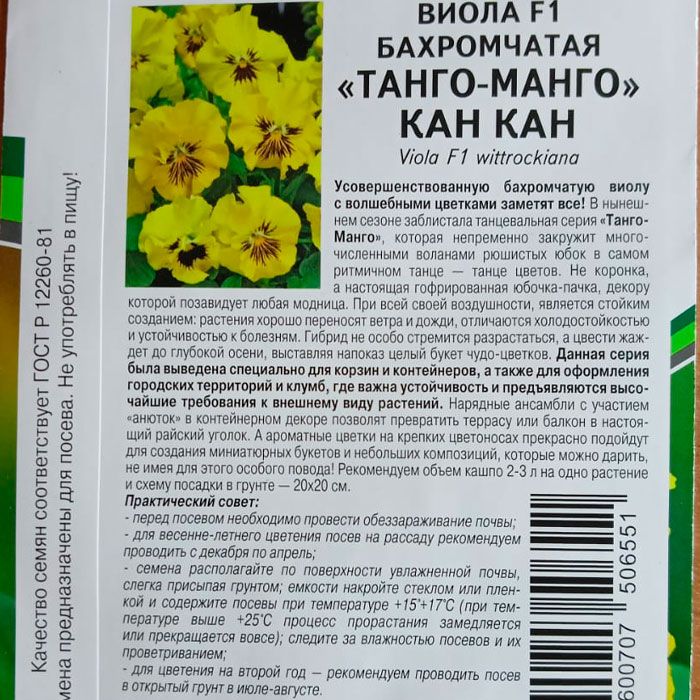 ВИОЛА F1
БАХРОМЧАТАЯ
«ТАНГО-МАНГО»
КАН КАН
Viola F1 wittrockiana
Усовершенствованную бахромчатую виолу
с волшебными цветками заметят все! В нынеш-
нем сезоне заблистала танцевальная серия «Танго-
Манго», которая непременно закружит много-
численными воланами рюшистых юбок в самом
ритмичном танце — танце цветов. Не коронка,
а настоящая гофрированная юбочка-пачка, декору
которой позавидует любая модница. При всей своей воздушности, является стойким
созданием: растения хорошо переносят ветра и дожди, отличаются холодостойкостью
и устойчивостью к болезням. Гибрид не особо стремится разрастаться, а цвести жаж-
дет до глубокой осени, выставляя напоказ целый букет чудо-цветков. Данная серия
была выведена специально для корзин и контейнеров, а также для оформления
городских территорий и клумб, где важна устойчивость и предъявляются высо-
чайшие требования к внешнему виду растений. Нарядные ансамбли с участием
«анюток» в контейнерном декоре позволят превратить террасу или балкон в настоя-
щий райский уголок. А ароматные цветки на крепких цветоносах прекрасно подойдут
для создания миниатюрных букетов и небольших композиций, которые можно дарить,
не имея для этого особого повода! Рекомендуем объем кашпо 2-3 л на одно растение
и схему посадки в грунте — 20х20 см.
Практический совет:
- перед посевом необходимо провести обеззараживание почвы;
- для весенне-летнего цветения посев на рассаду рекомендуем
проводить с декабря по апрель;
- семена располагайте по поверхности увлажненной почвы,
слегка присыпая грунтом; емкости накройте стеклом или плен-
кой и содержите посевы при температуре +15°+17°С (при тем-
пературе выше +25°С процесс прорастания замедляется
или прекращается вовсе); следите за влажностью посевов и их
проветриванием;
- для цветения на второй год — рекомендуем проводить посев
в открытый грунт в июле-августе.
Качество семян соответствует ГОСТ Р 12260-81
мена предназначены для посева. Не употреблять в пищу!
600707 506551